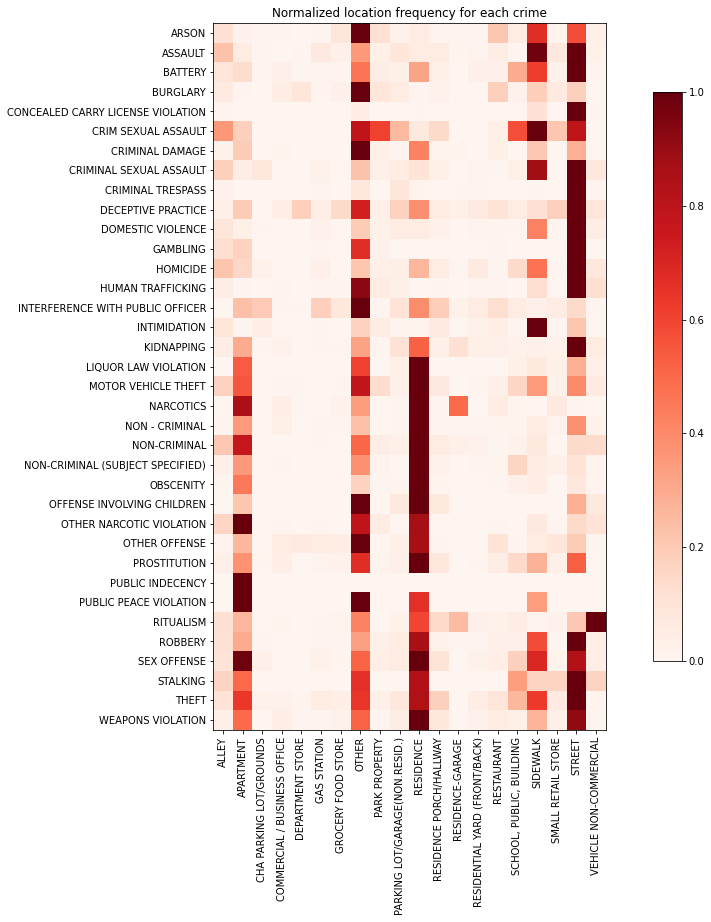 Normalized location frequency for each crime
ARSON
ASSAULT
BATTERY
BURGLARY
CONCEALED CARRY LICENSE VIOLATION
CRIM SEXUAL ASSAULT
CRIMINAL DAMAGE
CRIMINAL SEXUAL ASSAULT
CRIMINAL TRESPASS
DECEPTIVE PRACTICE
DOMESTIC VIOLENCE
GAMBLING
HOMICIDE
HUMAN TRAFFICKING
INTERFERENCE WITH PUBLIC OFFICER
INTIMIDATION
KIDNAPPING
LIQUOR LAW VIOLATION
MOTOR VEHICLE THEFT
NARCOTICS
NON - CRIMINAL
NON-CRIMINAL
NON-CRIMINAL (SUBJECT SPECIFIED)
OBSCENITY
OFFENSE INVOLVING CHILDREN
OTHER NARCOTIC VIOLATION
OTHER OFFENSE
PROSTITUTION
PUBLIC INDECENCY
PUBLIC PEACE VIOLATION
RITUALISM
ROBBERY
SEX OFFENSE
STALKING
THEFT
WEAPONS VIOLATION
ALLEY
APARTMENT
CHA PARKING LOT/GROUNDS
COMMERCIAL / BUSINESS OFFICE
DEPARTMENT STORE
GAS STATION
GROCERY FOOD STORE
OTHER
PARK PROPERTY
PARKING LOT/GARAGE(NON.RESID.)
RESIDENCE
RESIDENCE PORCH/HALLWAY
RESIDENCE-GARAGE
RESIDENTIAL YARD (FRONT/BACK)
RESTAURANT
SCHOOL, PUBLIC, BUILDING
SIDEWALK
SMALL RETAIL STORE
STREET
VEHICLE NON-COMMERCIAL
1.0
0.8
0.6
0.4
0.2
0.0